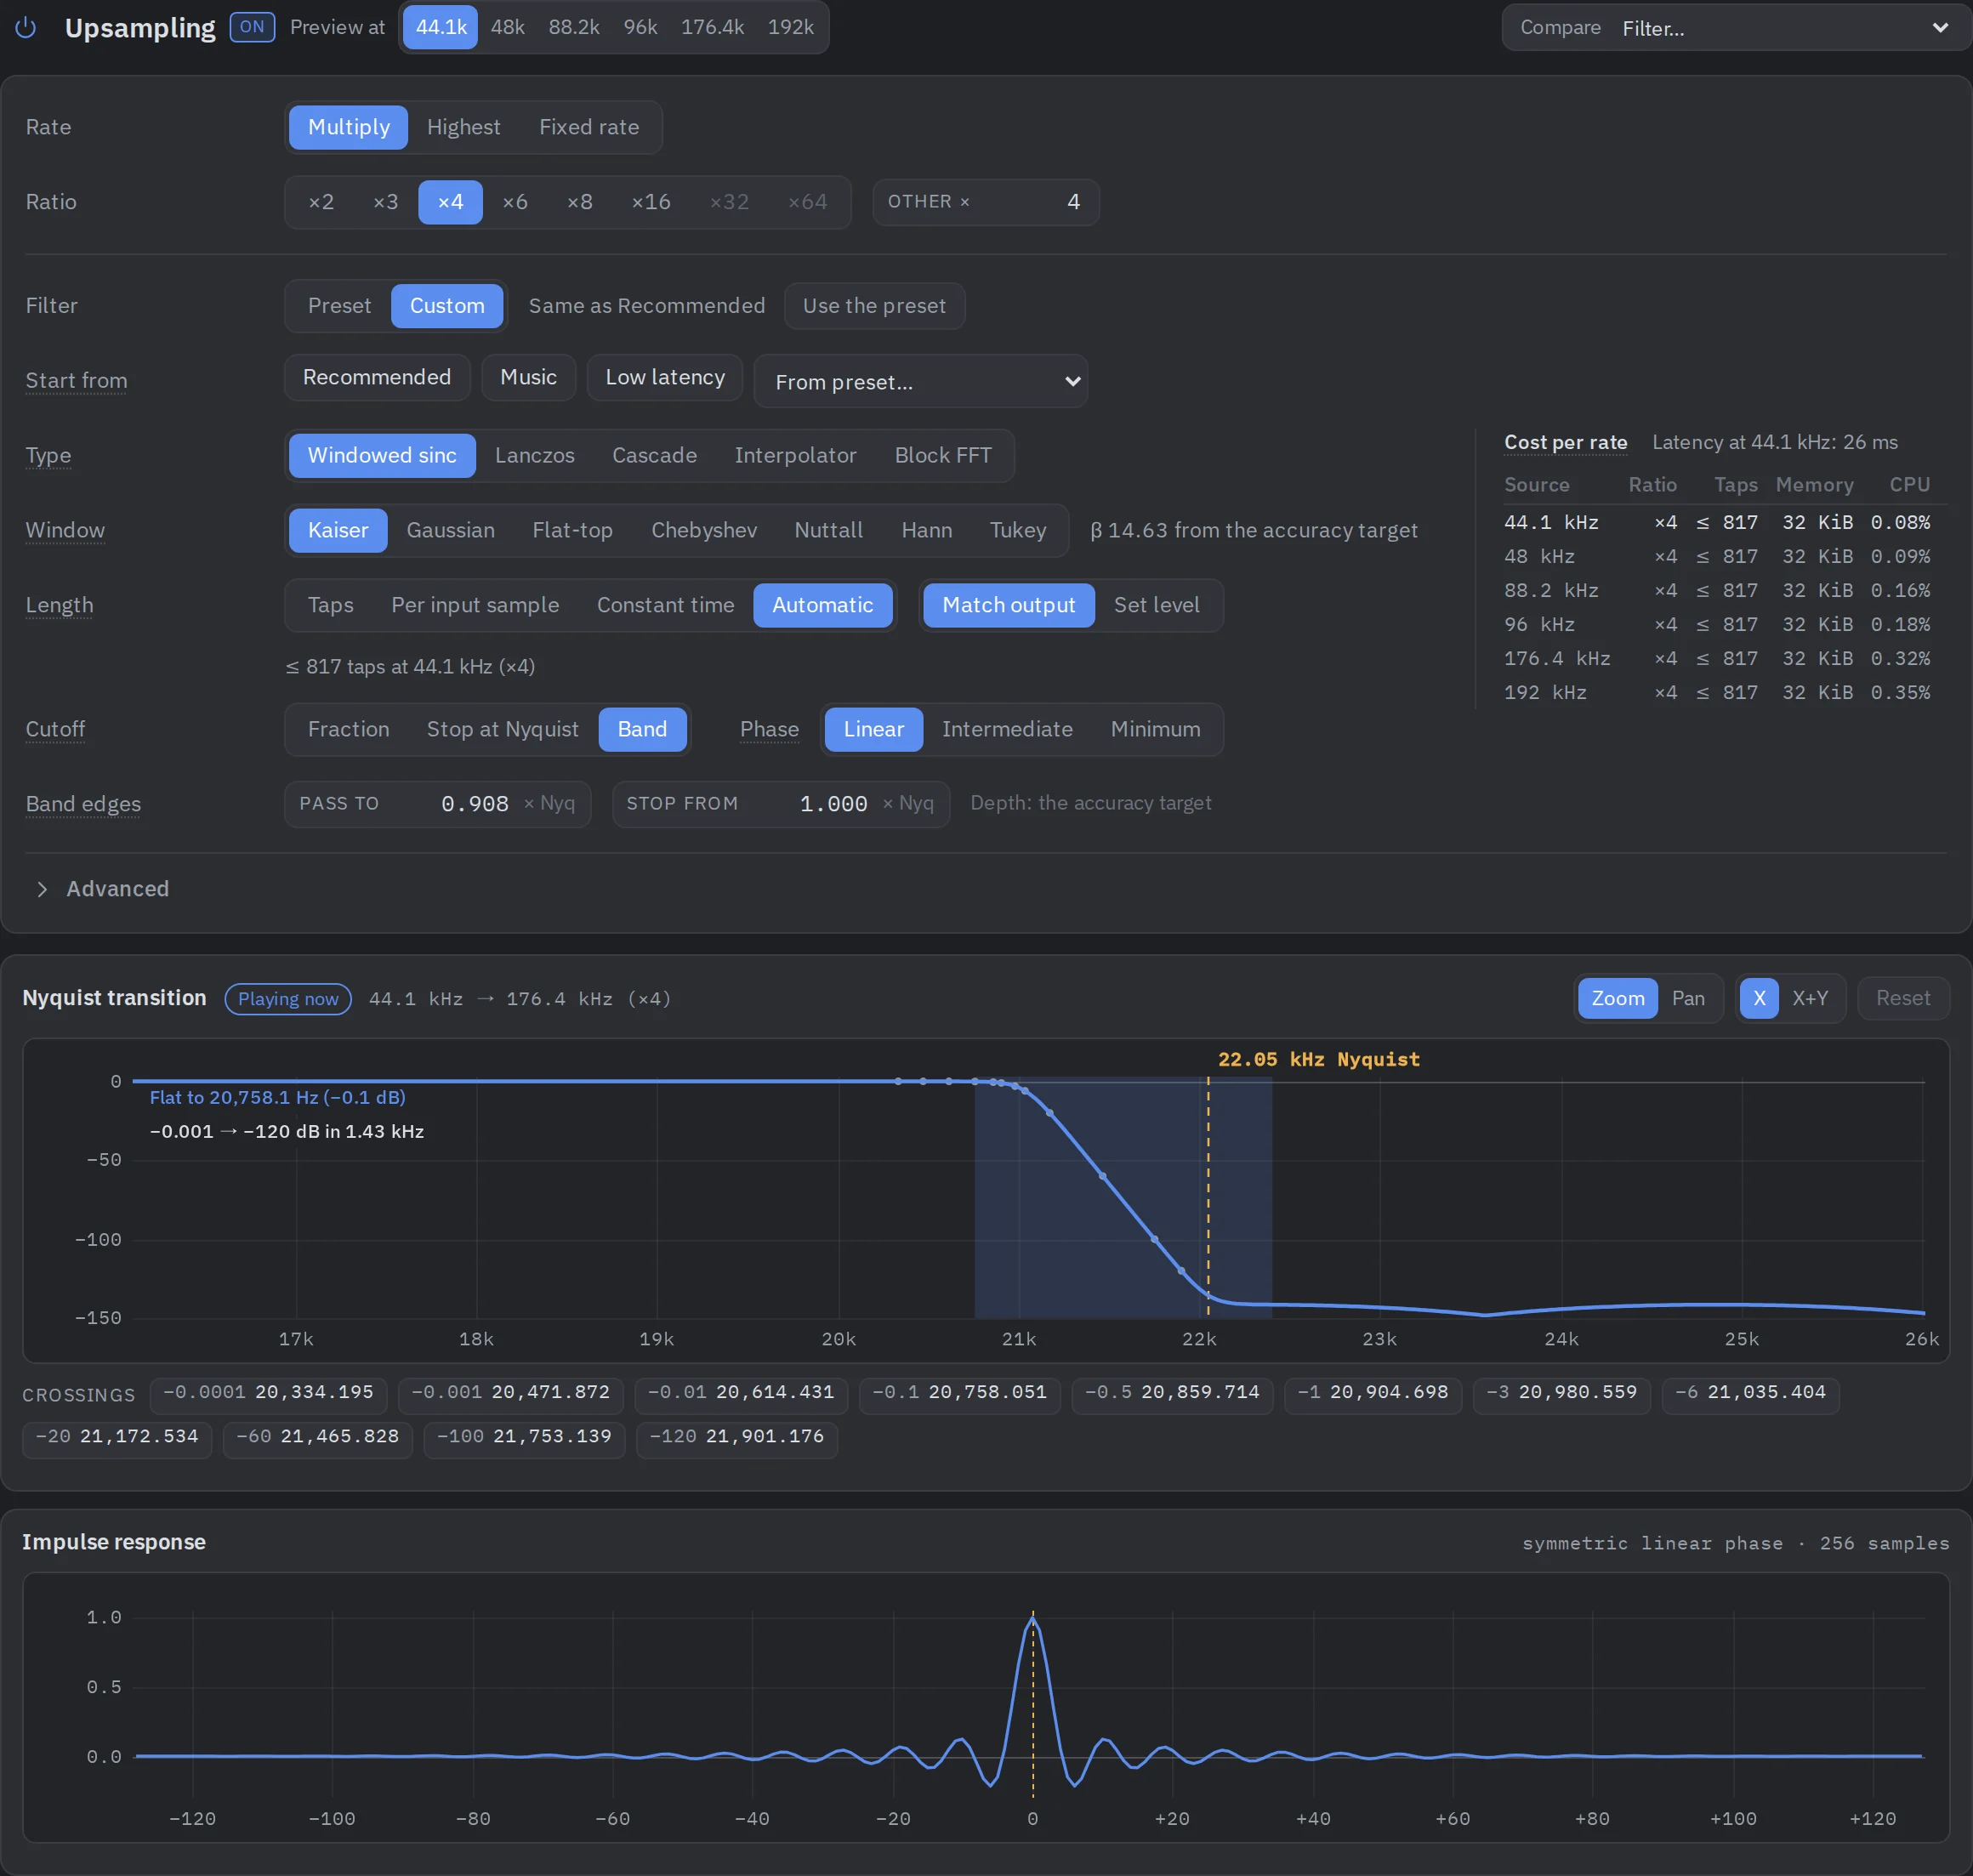 Upsampling ON Preview at 44.1k 48k 88.2k 96k 176.4k 192k Compare Filter...
Rate Multiply Highest Fixed rate
Ratio ×2 ×3 ×4 ×6 ×8 ×16 ×32 ×64 OTHER × 4
Filter Preset Custom Same as Recommended Use the preset
Start from Recommended Music Low latency From preset...
Type Windowed sinc Lanczos Cascade Interpolator Block FFT
Window Kaiser Gaussian Flat-top Chebyshev Nuttall Hann Tukey β 14.63 from the accuracy target
Length Taps Per input sample Constant time Automatic Match output Set level
≤ 817 taps at 44.1 kHz (×4)
Cutoff Fraction Stop at Nyquist Band Phase Linear Intermediate Minimum
Band edges PASS TO 0.908 × Nyq STOP FROM 1.000 × Nyq Depth: the accuracy target
Cost per rate Latency at 44.1 kHz: 26 ms
Source Ratio Taps Memory CPU
44.1 kHz ×4 ≤ 817 32 KiB 0.08%
48 kHz ×4 ≤ 817 32 KiB 0.09%
88.2 kHz ×4 ≤ 817 32 KiB 0.16%
96 kHz ×4 ≤ 817 32 KiB 0.18%
176.4 kHz ×4 ≤ 817 32 KiB 0.32%
192 kHz ×4 ≤ 817 32 KiB 0.35%
Advanced
Nyquist transition Playing now 44.1 kHz → 176.4 kHz (×4) Zoom Pan X X+Y Reset
22.05 kHz Nyquist
0
Flat to 20,758.1 Hz (−0.1 dB)
−0.001 → −120 dB in 1.43 kHz
−50
−100
−150
17k 18k 19k 20k 21k 22k 23k 24k 25k 26k
CROSSINGS −0.0001 20,334.195 −0.001 20,471.872 −0.01 20,614.431 −0.1 20,758.051 −0.5 20,859.714 −1 20,904.698 −3 20,980.559 −6 21,035.404
−20 21,172.534 −60 21,465.828 −100 21,753.139 −120 21,901.176
Impulse response symmetric linear phase · 256 samples
1.0
0.5
0.0
−120 −100 −80 −60 −40 −20 0 +20 +40 +60 +80 +100 +120